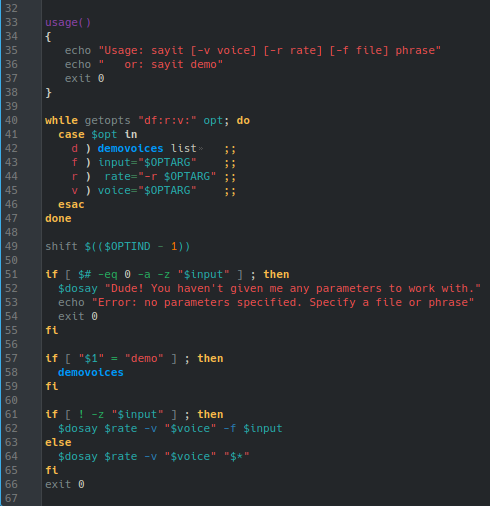 32
33 usage()
34 {
35    echo "Usage: sayit [-v voice] [-r rate] [-f file] phrase"
36    echo "   or: sayit demo"
37    exit 0
38 }
39
40 while getopts "df:r:v:" opt; do
41   case $opt in
42     d ) demovoices list    ;;
43     f ) input="$OPTARG"    ;;
44     r )  rate="-r $OPTARG" ;;
45     v ) voice="$OPTARG"    ;;
46   esac
47 done
48
49 shift $(($OPTIND - 1))
50
51 if [ $# -eq 0 -a -z "$input" ] ; then
52   $dosay "Dude! You haven't given me any parameters to work with."
53   echo "Error: no parameters specified. Specify a file or phrase"
54   exit 0
55 fi
56
57 if [ "$1" = "demo" ] ; then
58   demovoices
59 fi
60
61 if [ ! -z "$input" ] ; then
62   $dosay $rate -v "$voice" -f $input
63 else
64   $dosay $rate -v "$voice" "$*"
65 fi
66 exit 0
67